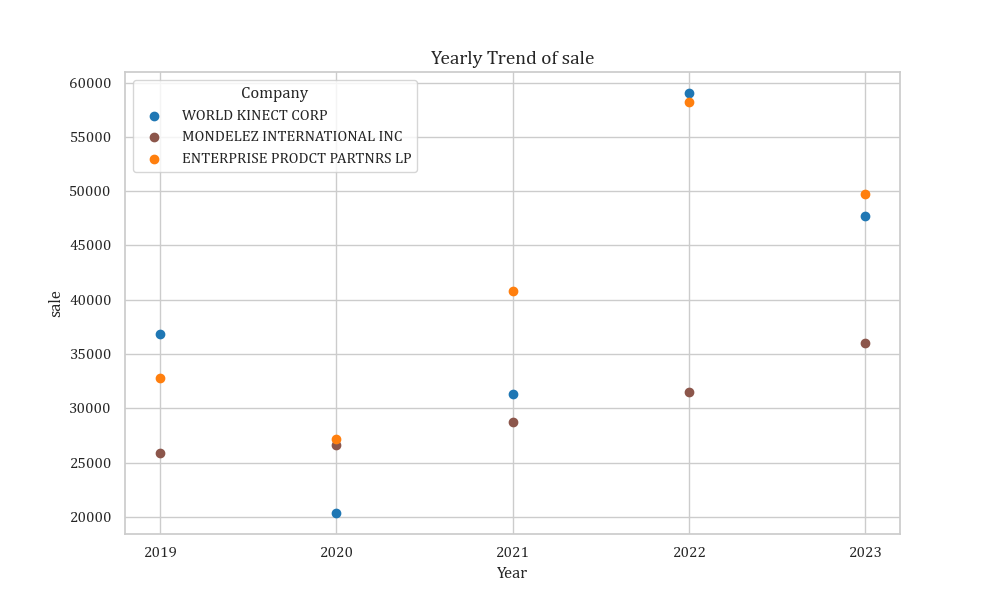 Yearly Trend of sale
Company
WORLD KINECT CORP
MONDELEZ INTERNATIONAL INC
ENTERPRISE PRODCT PARTNRS LP
60000
55000
50000
45000
40000
35000
30000
25000
20000
sale
2019 2020 2021 2022 2023
Year